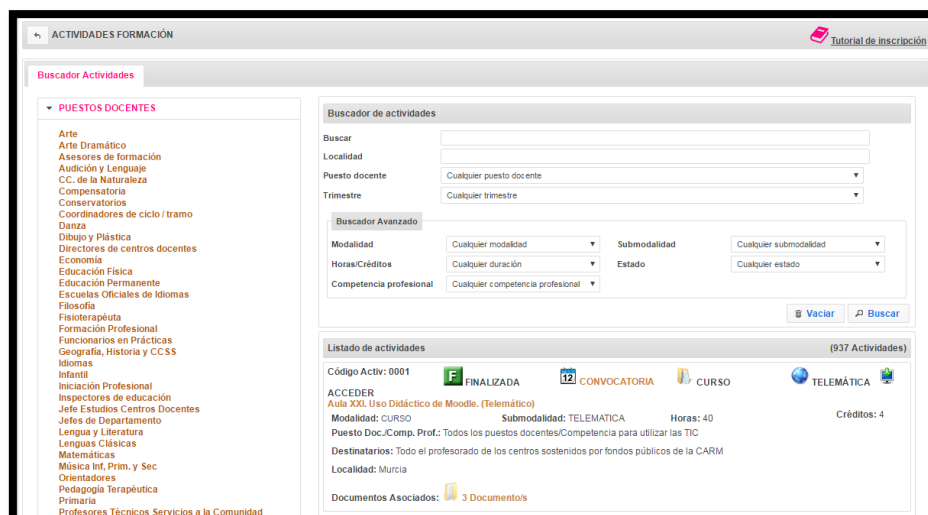 ACTIVIDADES FORMACIÓN
Tutorial de inscripción
Buscador Actividades
PUESTOS DOCENTES
Arte
Arte Dramático
Asesores de formación
Audición y Lenguaje
CC. de la Naturaleza
Compensatoria
Conservatorios
Coordinadores de ciclo / tramo
Danza
Dibujo y Plástica
Directores de centros docentes
Economía
Educación Física
Educación Permanente
Escuelas Oficiales de Idiomas
Filosofía
Fisioterapéuta
Formación Profesional
Funcionarios en Prácticas
Geografía, Historia y CCSS
Idiomas
Infantil
Iniciación Profesional
Inspectores de educación
Jefe Estudios Centros Docentes
Jefes de Departamento
Lengua y Literatura
Lenguas Clásicas
Matemáticas
Música Inf, Prim. y Sec
Orientadores
Pedagogía Terapéutica
Primaria
Profesores Técnicos Servicios a la Comunidad
Buscador de actividades
Buscar
Localidad
Puesto docente Cualquier puesto docente
Trimestre Cualquier trimestre
Buscador Avanzado
Modalidad Cualquier modalidad Submodalidad Cualquier submodalidad
Horas/Créditos Cualquier duración Estado Cualquier estado
Competencia profesional Cualquier competencia profesional
Vaciar Buscar
Listado de actividades (937 Actividades)
Código Activ: 0001 F FINALIZADA 12 CONVOCATORIA CURSO TELEMÁTICA
ACCEDER
Aula XXI. Uso Didáctico de Moodle. (Telemático)
Modalidad: CURSO Submodalidad: TELEMATICA Horas: 40 Créditos: 4
Puesto Doc./Comp. Prof.: Todos los puestos docentes/Competencia para utilizar las TIC
Destinatarios: Todo el profesorado de los centros sostenidos por fondos públicos de la CARM
Localidad: Murcia
Documentos Asociados: 3 Documento/s